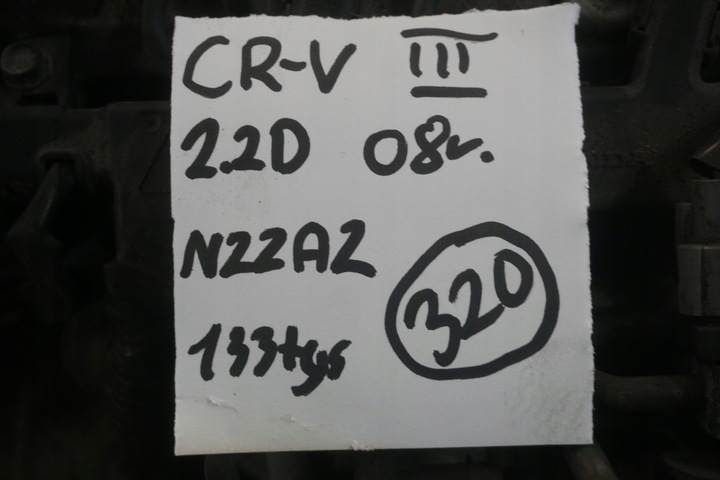 CR-V III
2.2D 08r.
N22A2
133tys
320